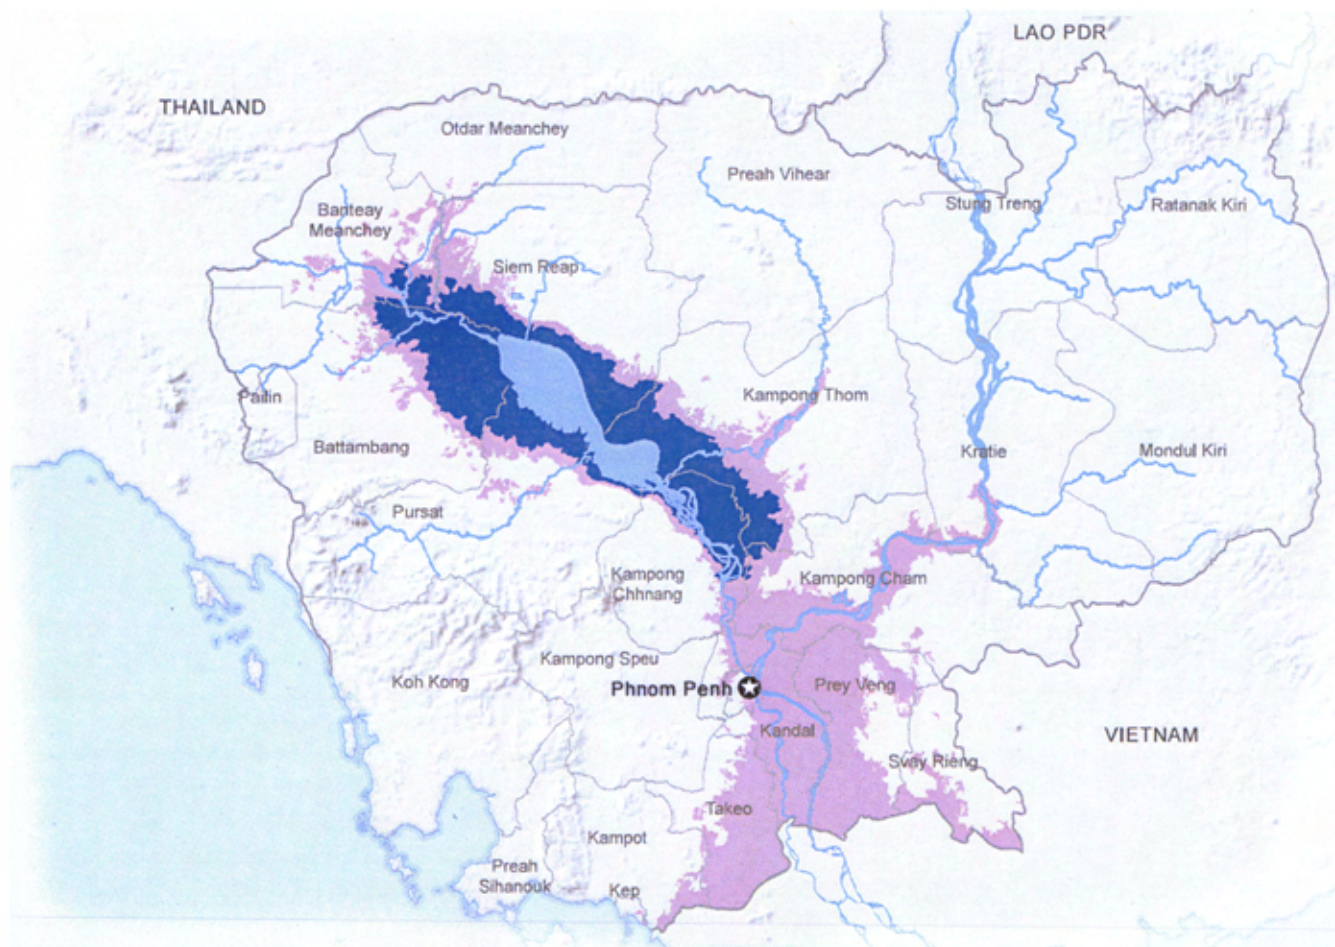 LAO PDR
THAILAND
Otdar Meanchey
Preah Vihear
Stung Treng
Ratanak Kiri
Banteay
Meanchey
Siem Reap
Pailin
Kampong Thom
Battambang
Kratie
Mondul Kiri
Pursat
Kampong
Chhnang
Kampong Cham
Kampong Speu
Koh Kong
Phnom Penh
Prey Veng
Kandal
VIETNAM
Svay Rieng
Takeo
Kampot
Preah
Sihanouk
Kep